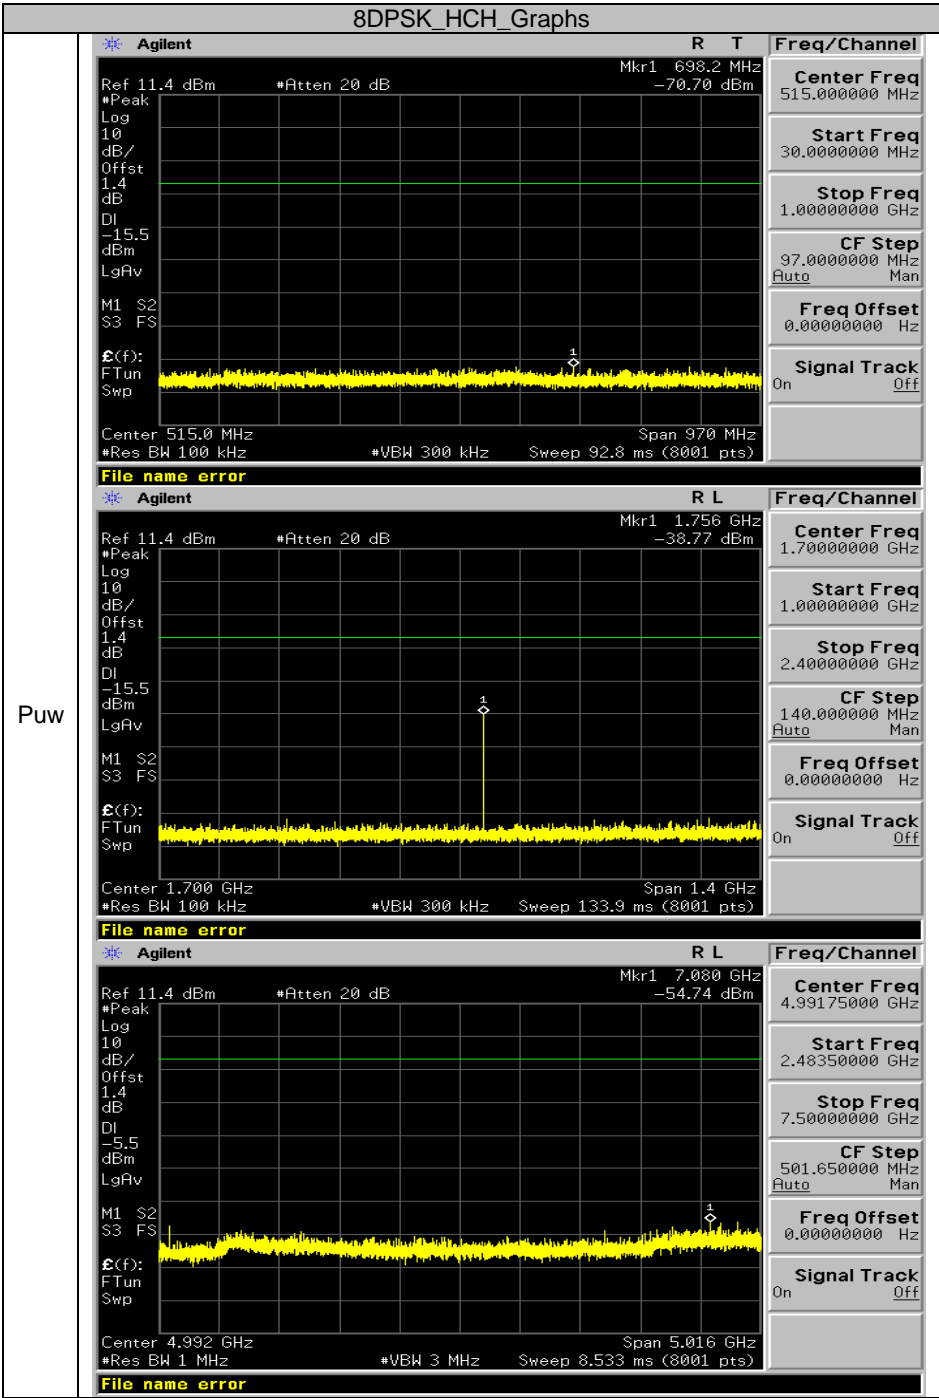 8DPSK_HCH_Graphs
Puw
Agilent R T Freq/Channel
Mkr1 698.2 MHz
Ref 11.4 dBm #Atten 20 dB -70.70 dBm
#Peak
Log
10
dB/
Offst
1.4
dB
DI
-15.5
dBm
LgAv
M1 S2
S3 FS
£(f):
FTun
Swp
1
Center 515.0 MHz Span 970 MHz
#Res BW 100 kHz #VBW 300 kHz Sweep 92.8 ms (8001 pts)
File name error
Center Freq
515.000000 MHz
Start Freq
30.0000000 MHz
Stop Freq
1.00000000 GHz
CF Step
97.0000000 MHz
Auto Man
Freq Offset
0.00000000 Hz
Signal Track
On Off
Agilent R L Freq/Channel
Mkr1 1.756 GHz
Ref 11.4 dBm #Atten 20 dB -38.77 dBm
#Peak
Log
10
dB/
Offst
1.4
dB
DI
-15.5
dBm
LgAv
M1 S2
S3 FS
£(f):
FTun
Swp
1
Center 1.700 GHz Span 1.4 GHz
#Res BW 100 kHz #VBW 300 kHz Sweep 133.9 ms (8001 pts)
File name error
Center Freq
1.70000000 GHz
Start Freq
1.00000000 GHz
Stop Freq
2.40000000 GHz
CF Step
140.000000 MHz
Auto Man
Freq Offset
0.00000000 Hz
Signal Track
On Off
Agilent R L Freq/Channel
Mkr1 7.080 GHz
Ref 11.4 dBm #Atten 20 dB -54.74 dBm
#Peak
Log
10
dB/
Offst
1.4
dB
DI
-5.5
dBm
LgAv
M1 S2
S3 FS
£(f):
FTun
Swp
1
Center 4.992 GHz Span 5.016 GHz
#Res BW 1 MHz #VBW 3 MHz Sweep 8.533 ms (8001 pts)
File name error
Center Freq
4.99175000 GHz
Start Freq
2.48350000 GHz
Stop Freq
7.50000000 GHz
CF Step
501.650000 MHz
Auto Man
Freq Offset
0.00000000 Hz
Signal Track
On Off